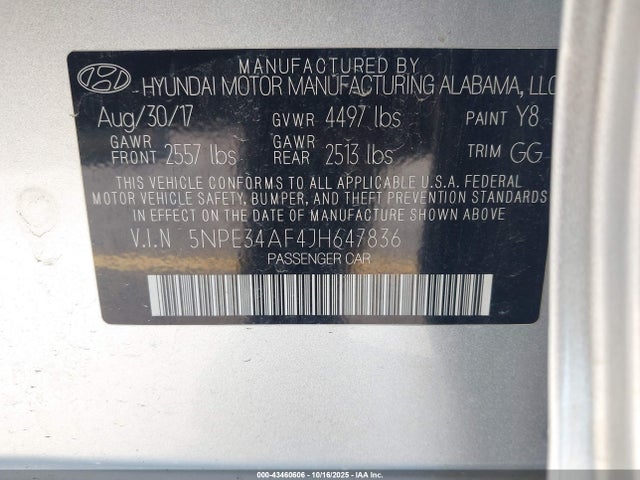 MANUFACTURED BY
HYUNDAI MOTOR MANUFACTURING ALABAMA, LLC
Aug/30/17 GVWR 4497 lbs PAINT Y8
GAWR FRONT 2557 lbs GAWR REAR 2513 lbs TRIM GG
THIS VEHICLE CONFORMS TO ALL APPLICABLE U.S.A. FEDERAL
MOTOR VEHICLE SAFETY, BUMPER, AND THEFT PREVENTION STANDARDS
IN EFFECT ON THE DATE OF MANUFACTURE SHOWN ABOVE
V.I.N 5NPE34AF4JH647836
PASSENGER CAR
000-43460606 - 10/16/2025 - IAA Inc.